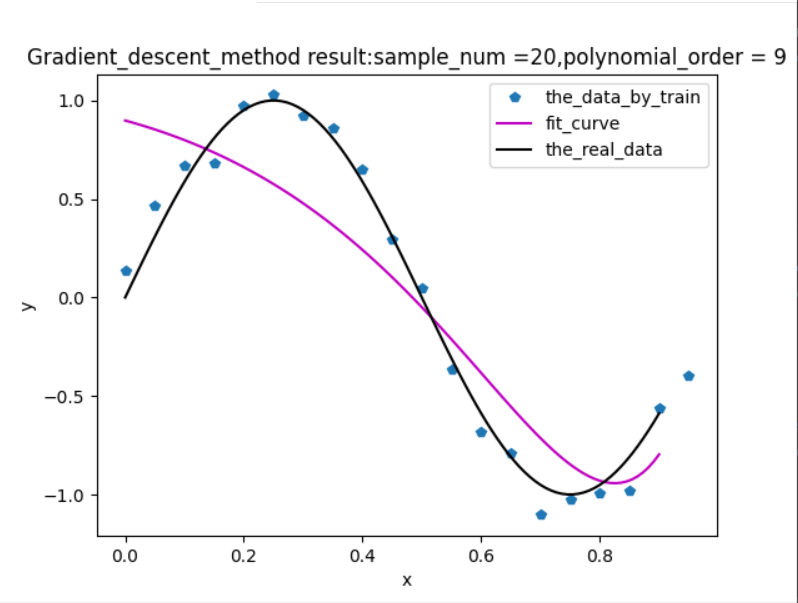 Gradient_descent_method result:sample_num =20,polynomial_order = 9
the_data_by_train
fit_curve
the_real_data
1.0
0.5
0.0
−0.5
−1.0
y
0.0 0.2 0.4 0.6 0.8
x